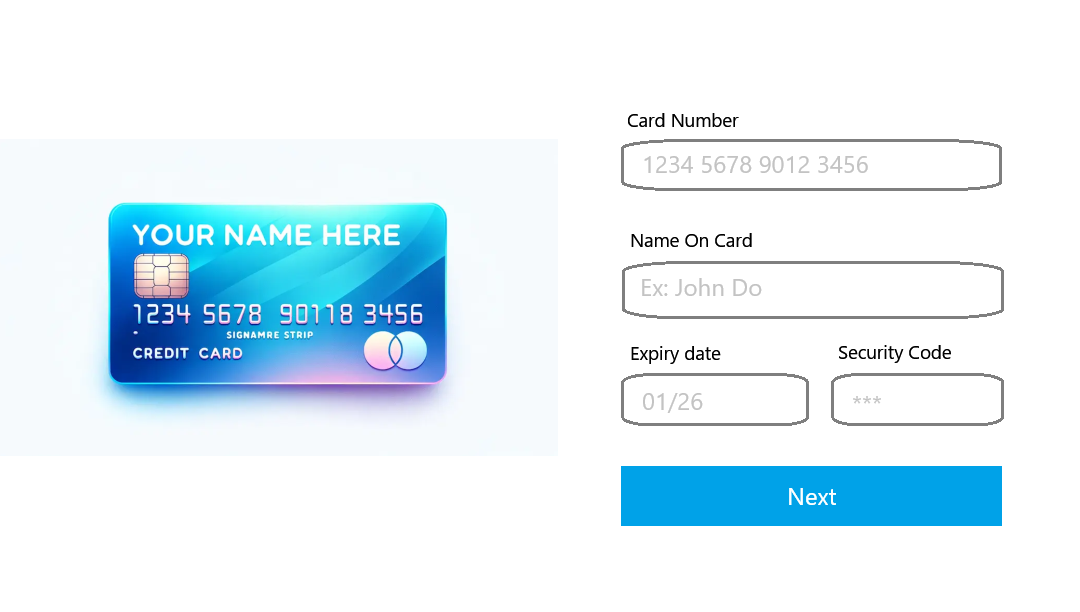 YOUR NAME HERE
1234 5678 90118 3456
SIGNAMRE STRIP
CREDIT CARD
Card Number
1234 5678 9012 3456
Name On Card
Ex: John Do
Expiry date
Security Code
01/26
***
Next